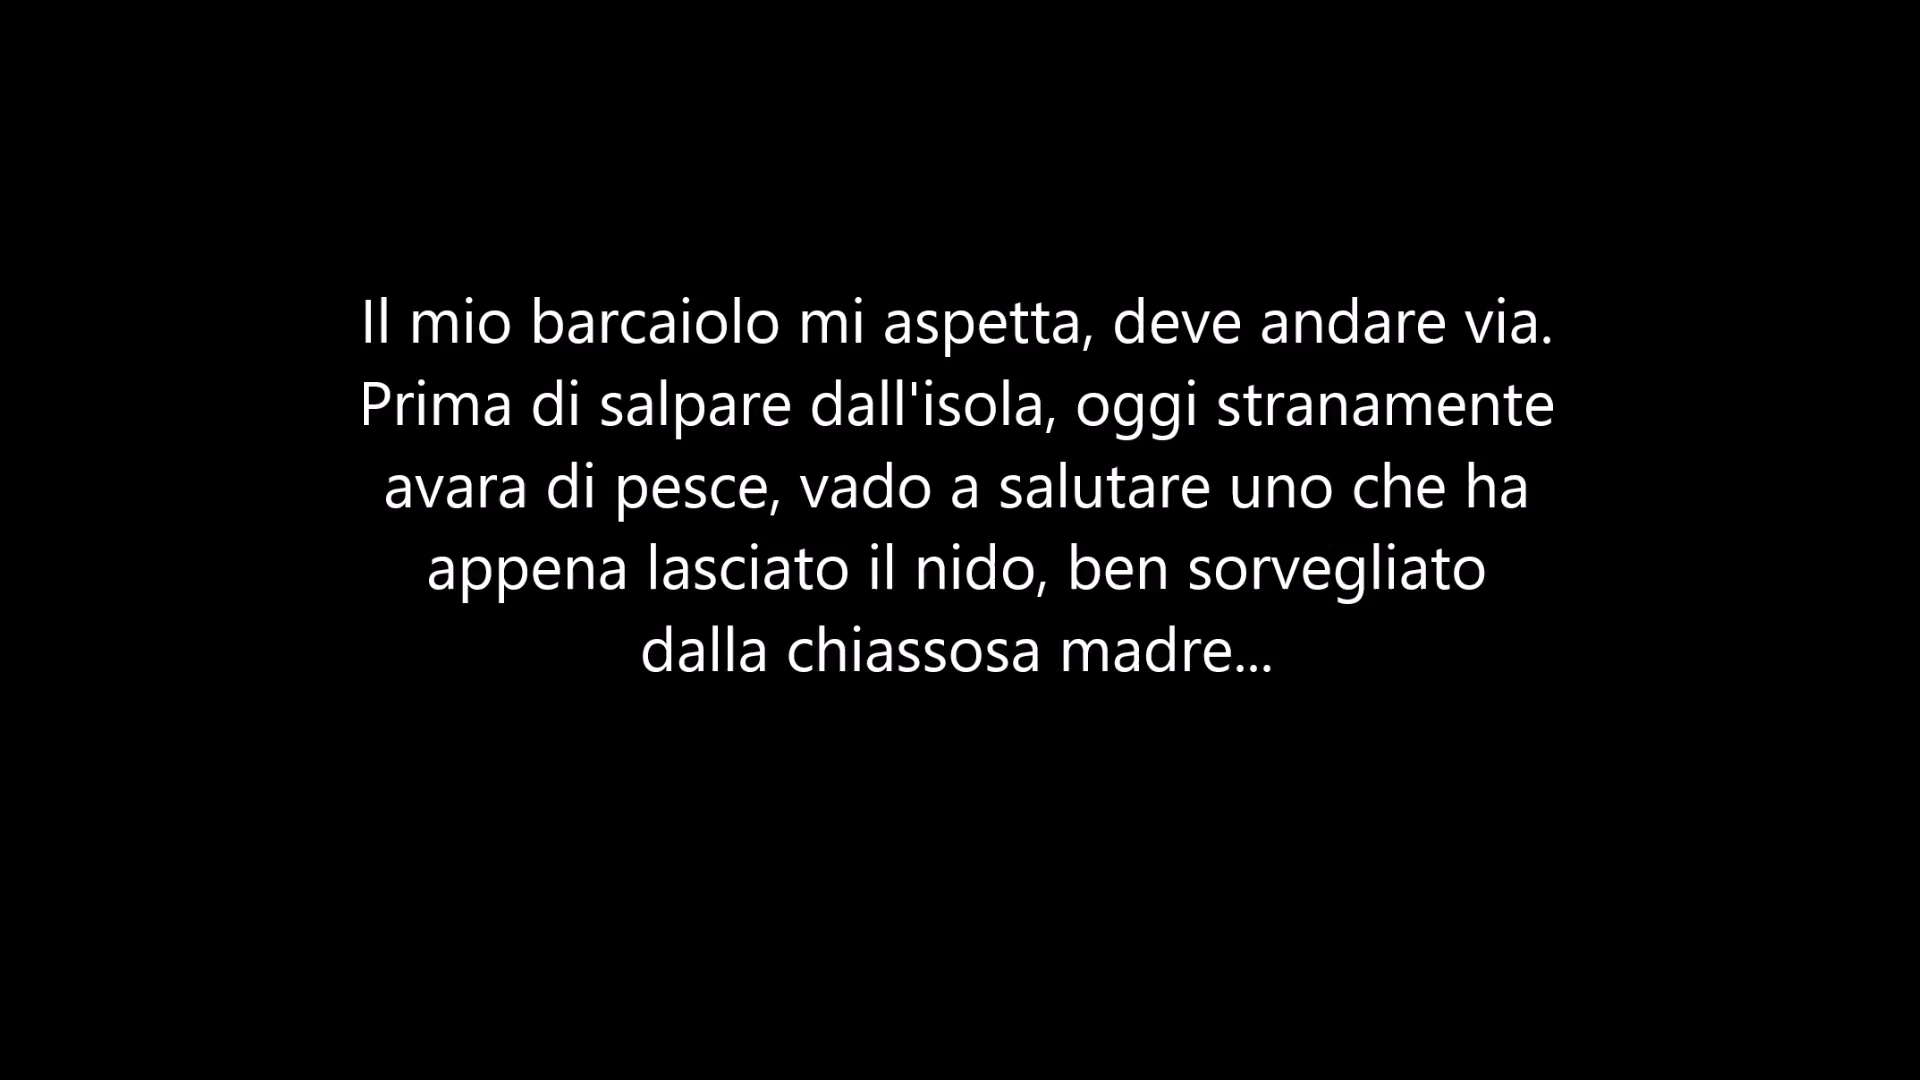 Il mio barcaiolo mi aspetta, deve andare via.
Prima di salpare dall'isola, oggi stranamente
avara di pesce, vado a salutare uno che ha
appena lasciato il nido, ben sorvegliato
dalla chiassosa madre...